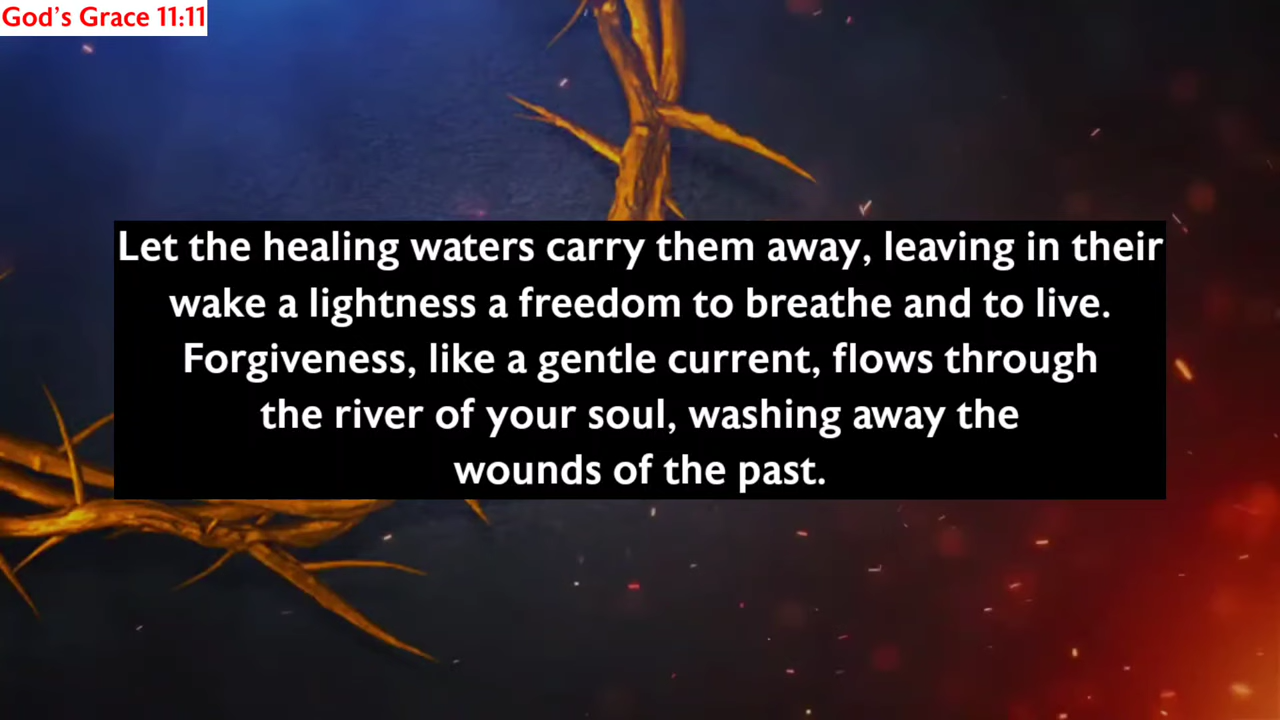 God's Grace 11:11
Let the healing waters carry them away, leaving in their
wake a lightness a freedom to breathe and to live.
Forgiveness, like a gentle current, flows through
the river of your soul, washing away the
wounds of the past.